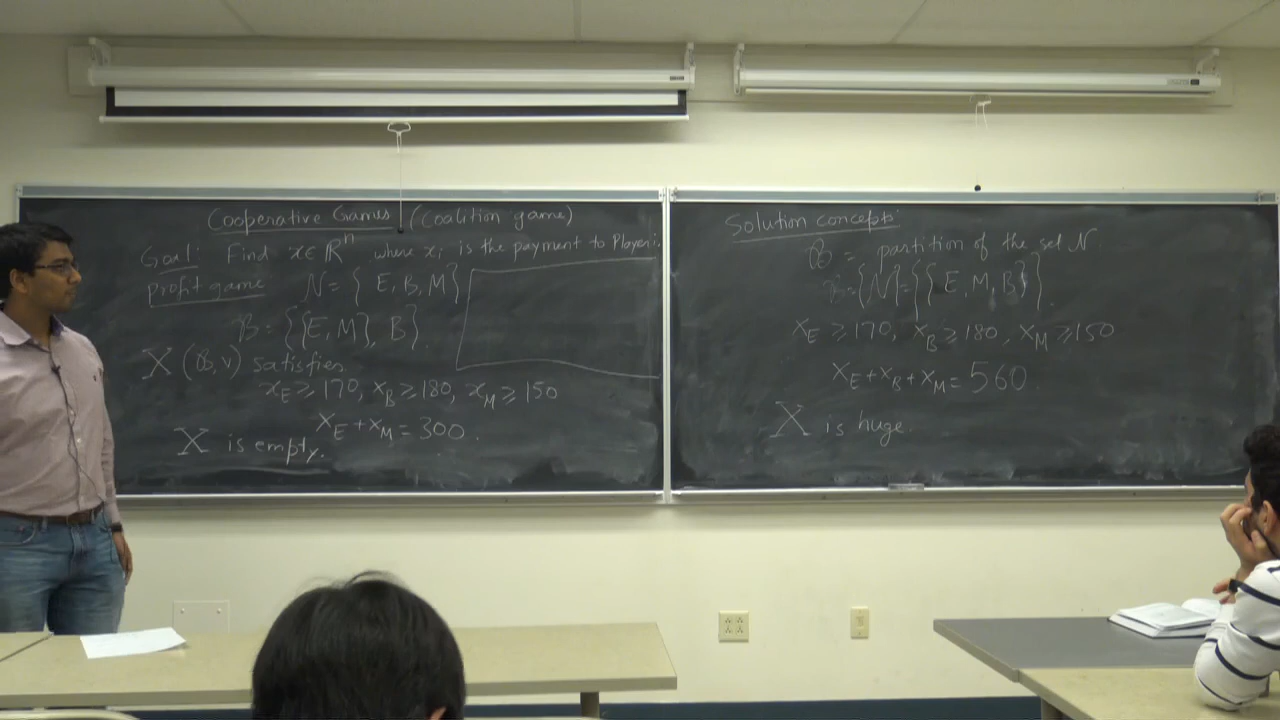 Cooperative Games (Coalition game)
Goal: Find x∈ℝⁿ where xᵢ is the payment to Player i.
profit game N = { E, B, M }
ℬ = {{E, M}, B}.
X (ℬ, v) satisfies
x_E ≥ 170, x_B ≥ 180, x_M ≥ 150
x_E + x_M = 300.
X is empty.
Solution concepts:
ℬ = partition of the set N.
ℬ = {N} = {{E, M, B}}.
x_E ≥ 170, x_B ≥ 180, x_M ≥ 150
x_E + x_B + x_M = 560.
X is huge.